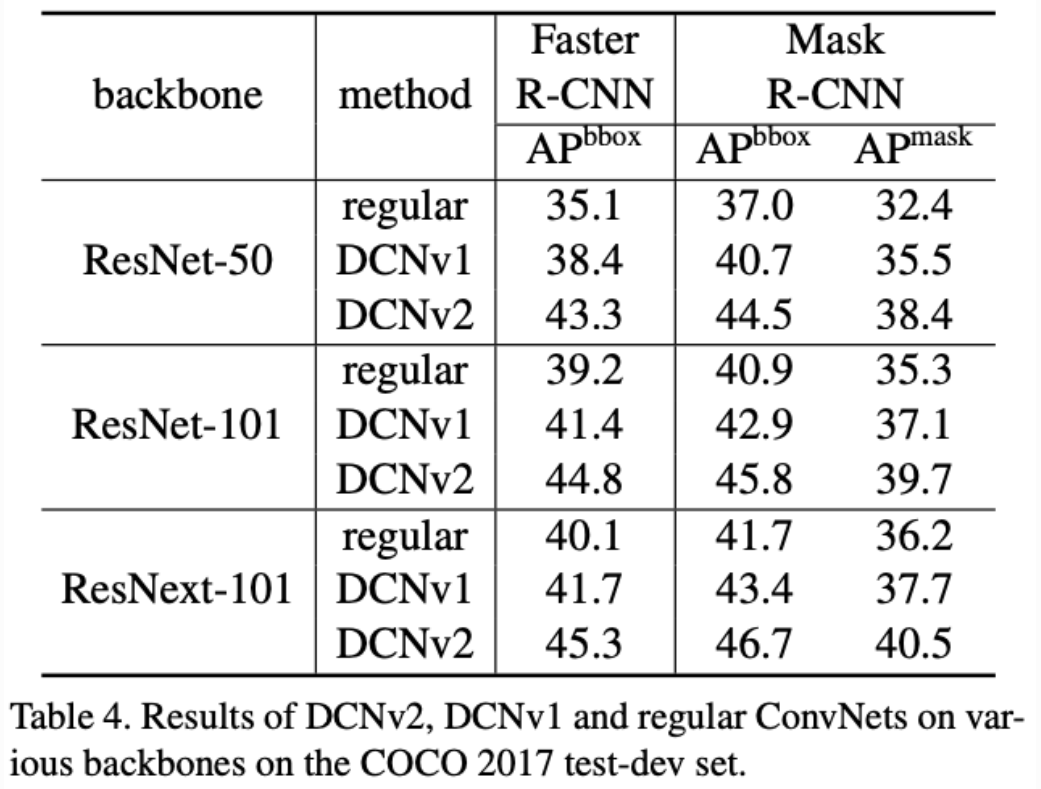 backbone method Faster R-CNN Mask R-CNN
AP^bbox AP^bbox AP^mask
ResNet-50 regular 35.1 37.0 32.4
DCNv1 38.4 40.7 35.5
DCNv2 43.3 44.5 38.4
ResNet-101 regular 39.2 40.9 35.3
DCNv1 41.4 42.9 37.1
DCNv2 44.8 45.8 39.7
ResNext-101 regular 40.1 41.7 36.2
DCNv1 41.7 43.4 37.7
DCNv2 45.3 46.7 40.5
Table 4. Results of DCNv2, DCNv1 and regular ConvNets on var-
ious backbones on the COCO 2017 test-dev set.